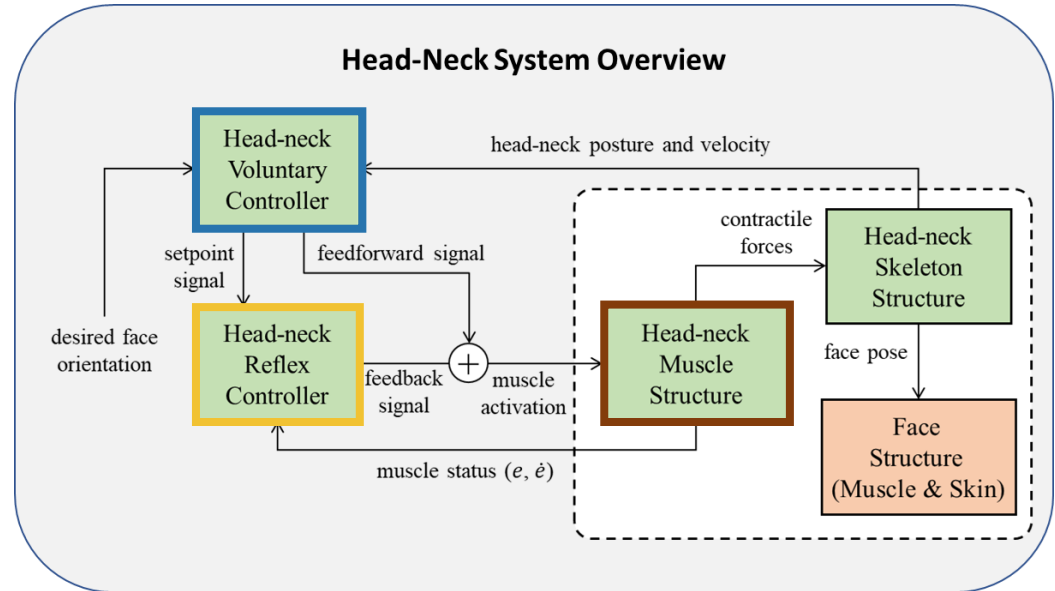 Head-Neck System Overview
Head-neck
Voluntary
Controller
head-neck posture and velocity
setpoint
signal
feedforward signal
contractile
forces
Head-neck
Skeleton
Structure
desired face
orientation
Head-neck
Reflex
Controller
feedback
signal
+
muscle
activation
Head-neck
Muscle
Structure
face pose
muscle status (e, ė)
Face
Structure
(Muscle & Skin)